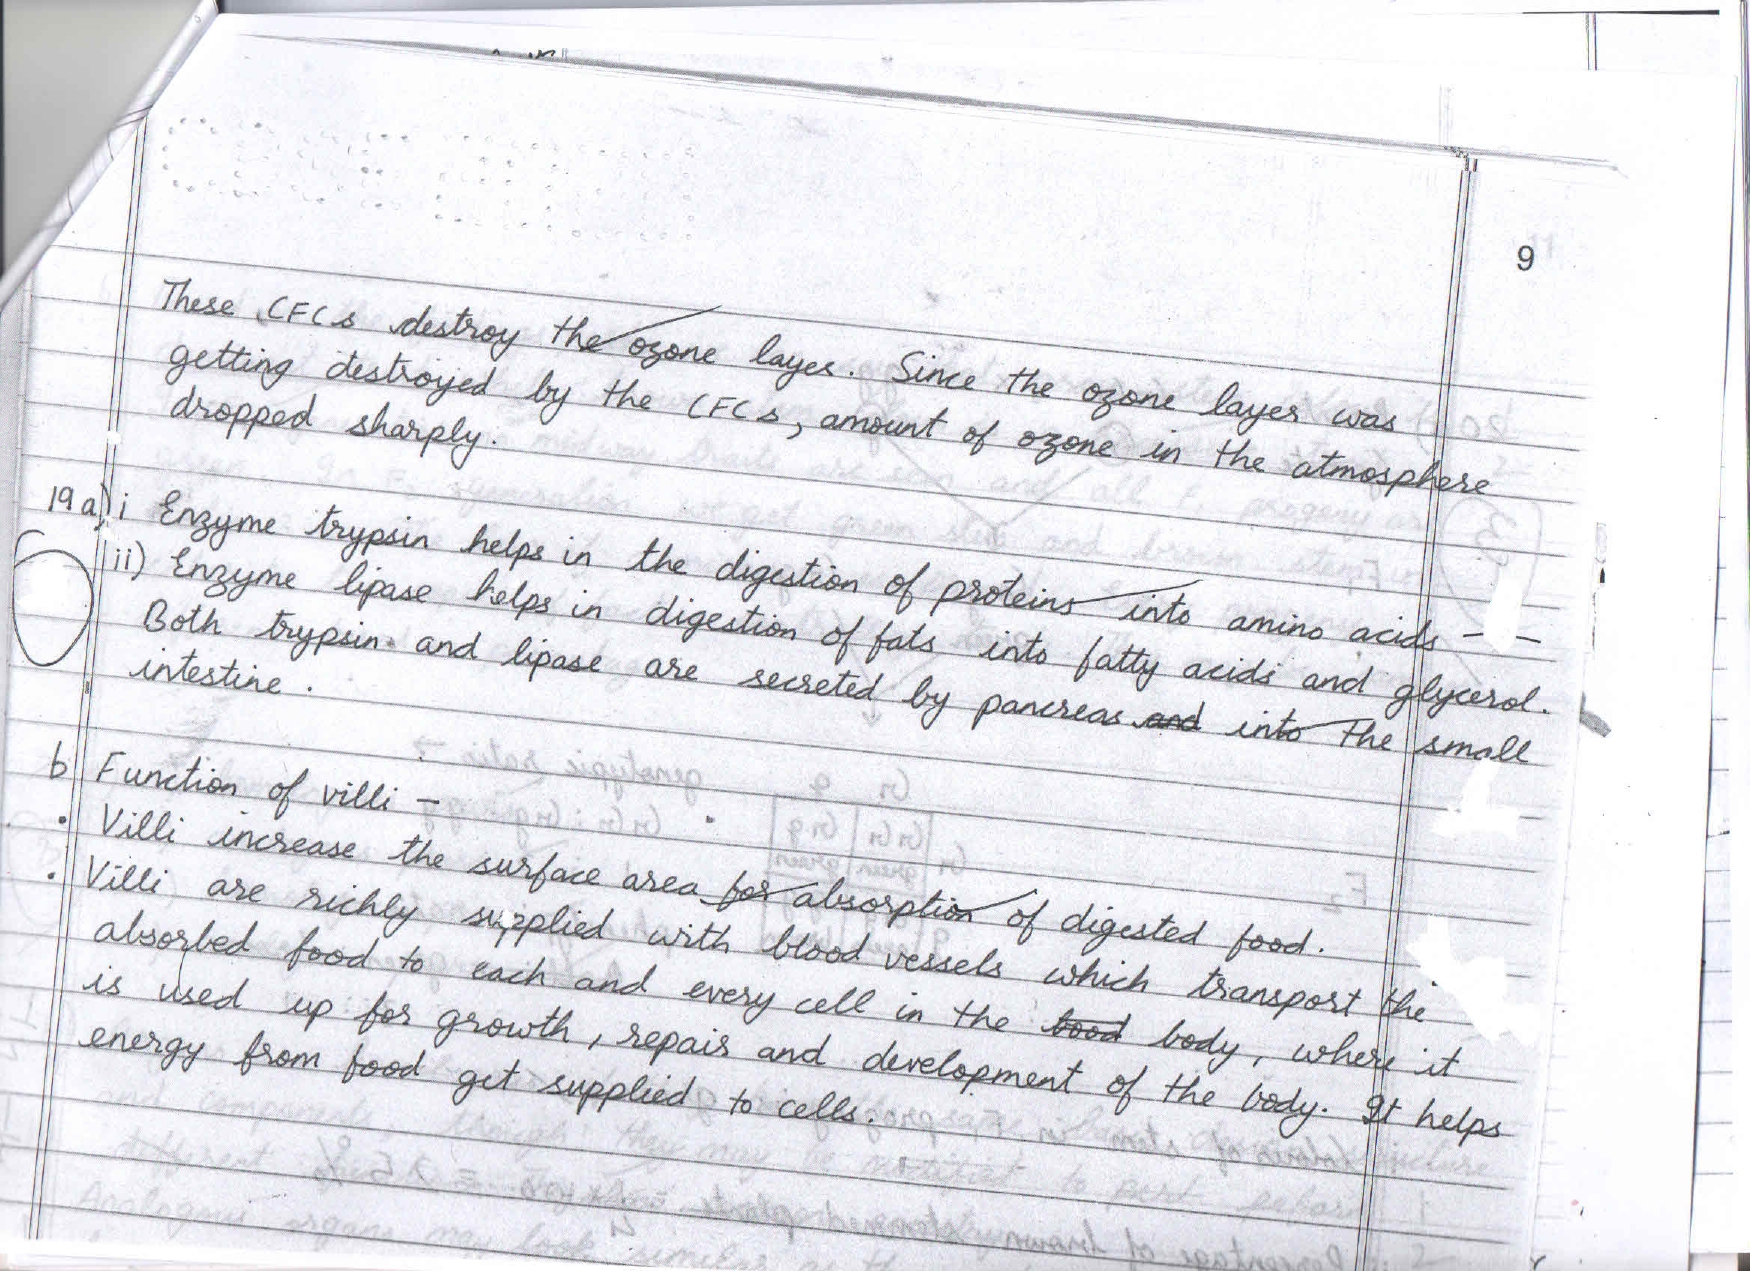 9
These CFCs destroy the ozone layer. Since the ozone layer was
getting destroyed by the CFCs, amount of ozone in the atmosphere
dropped sharply.
19 a) i Enzyme trypsin helps in the digestion of proteins into amino acids –
ii) Enzyme lipase helps in digestion of fats into fatty acids and glycerol.
Both trypsin and lipase are secreted by pancreas and into the small
intestine.
b Function of villi –
• Villi increase the surface area for absorption of digested food.
• Villi are richly supplied with blood vessels which transport the
absorbed food to each and every cell in the food body, where it
is used up for growth, repair and development of the body. It helps
energy from food get supplied to cells.